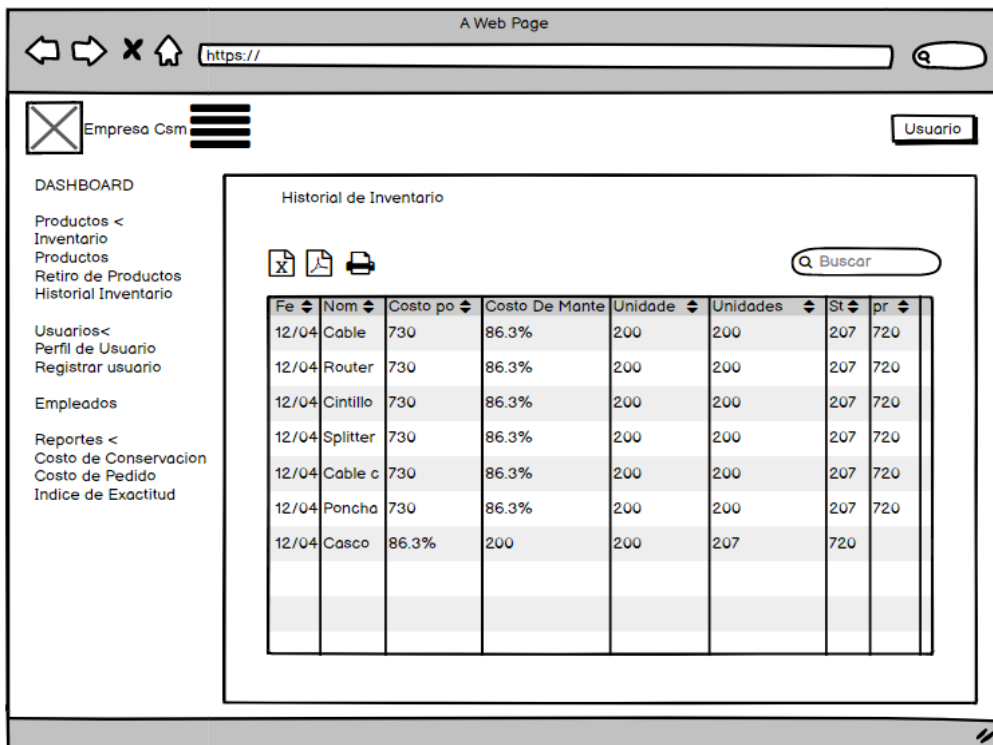 A Web Page
https://
Empresa Csm
Usuario
DASHBOARD
Productos <
Inventario
Productos
Retiro de Productos
Historial Inventario
Usuarios<
Perfil de Usuario
Registrar usuario
Empleados
Reportes <
Costo de Conservacion
Costo de Pedido
Indice de Exactitud
Historial de Inventario
X
Buscar
Fe Nom Costo po Costo De Mante Unidade Unidades St pr
12/04 Cable 730 86.3% 200 200 207 720
12/04 Router 730 86.3% 200 200 207 720
12/04 Cintillo 730 86.3% 200 200 207 720
12/04 Splitter 730 86.3% 200 200 207 720
12/04 Cable c 730 86.3% 200 200 207 720
12/04 Poncha 730 86.3% 200 200 207 720
12/04 Casco 86.3% 200 200 207 720